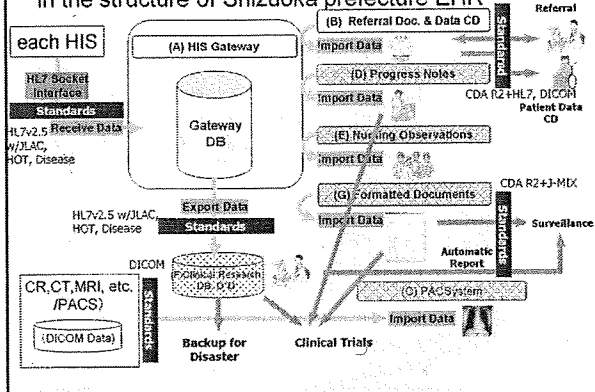 in the structure of Shizuoka prefecture EHR
each HIS
HL7 Socket
Interface
Standards
HL7v2.5 Receive Data
w/JLAC,
HOT, Disease
(A) HIS Gateway
Gateway
DB
Export Data
HL7v2.5 w/JLAC,
HOT, Disease
Standards
(B) Referral Doc. & Data CD
Import Data
(D) Progress Notes
Import Data
(E) Nursing Observations
Import Data
(G) Formatted Documents
Import Data
Standards
Referral
CDA R2+HL7, DICOM
Patient Data
CD
CDA R2+J-MIX
Standards
Surveillance
Automatic
Report
DICOM
(F) Clinical Research
CR,CT,MRI, etc.
/PACS)
(DICOM Data)
Standards
(C) PACSystem
Import Data
Backup for
Disaster
Clinical Trials